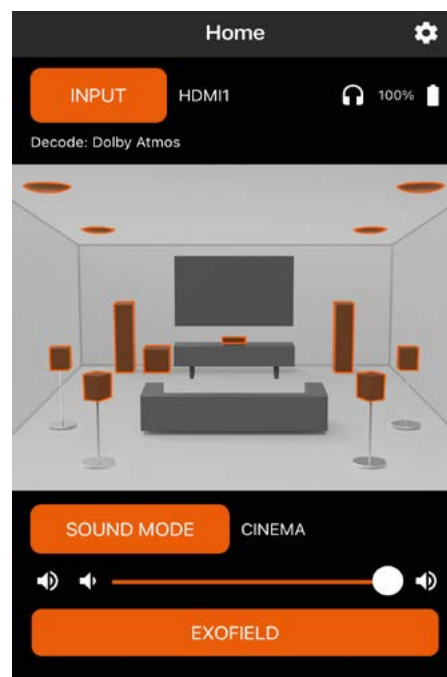 Home
INPUT HDMI1 100%
Decode: Dolby Atmos
SOUND MODE CINEMA
EXOFIELD